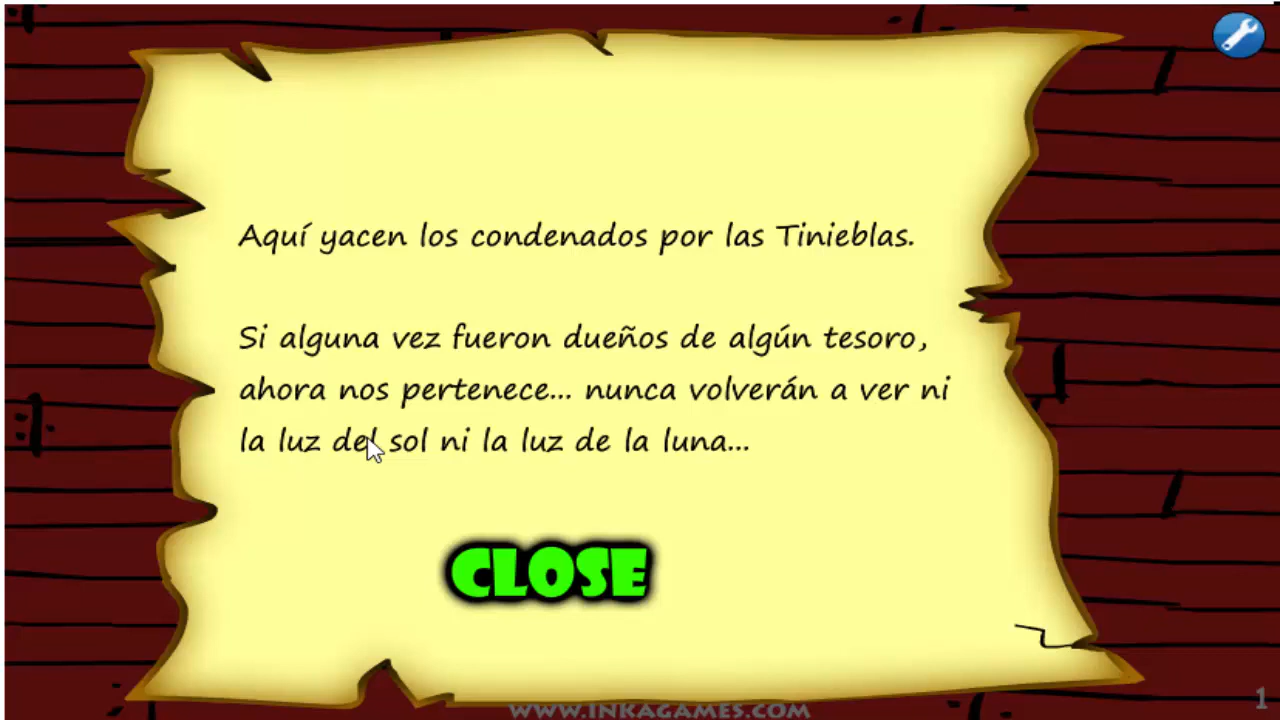 Aquí yacen los condenados por las Tinieblas.
Si alguna vez fueron dueños de algún tesoro,
ahora nos pertenece... nunca volverán a ver ni
la luz del sol ni la luz de la luna...
CLOSE
WWW.INKAGAMES.COM
1